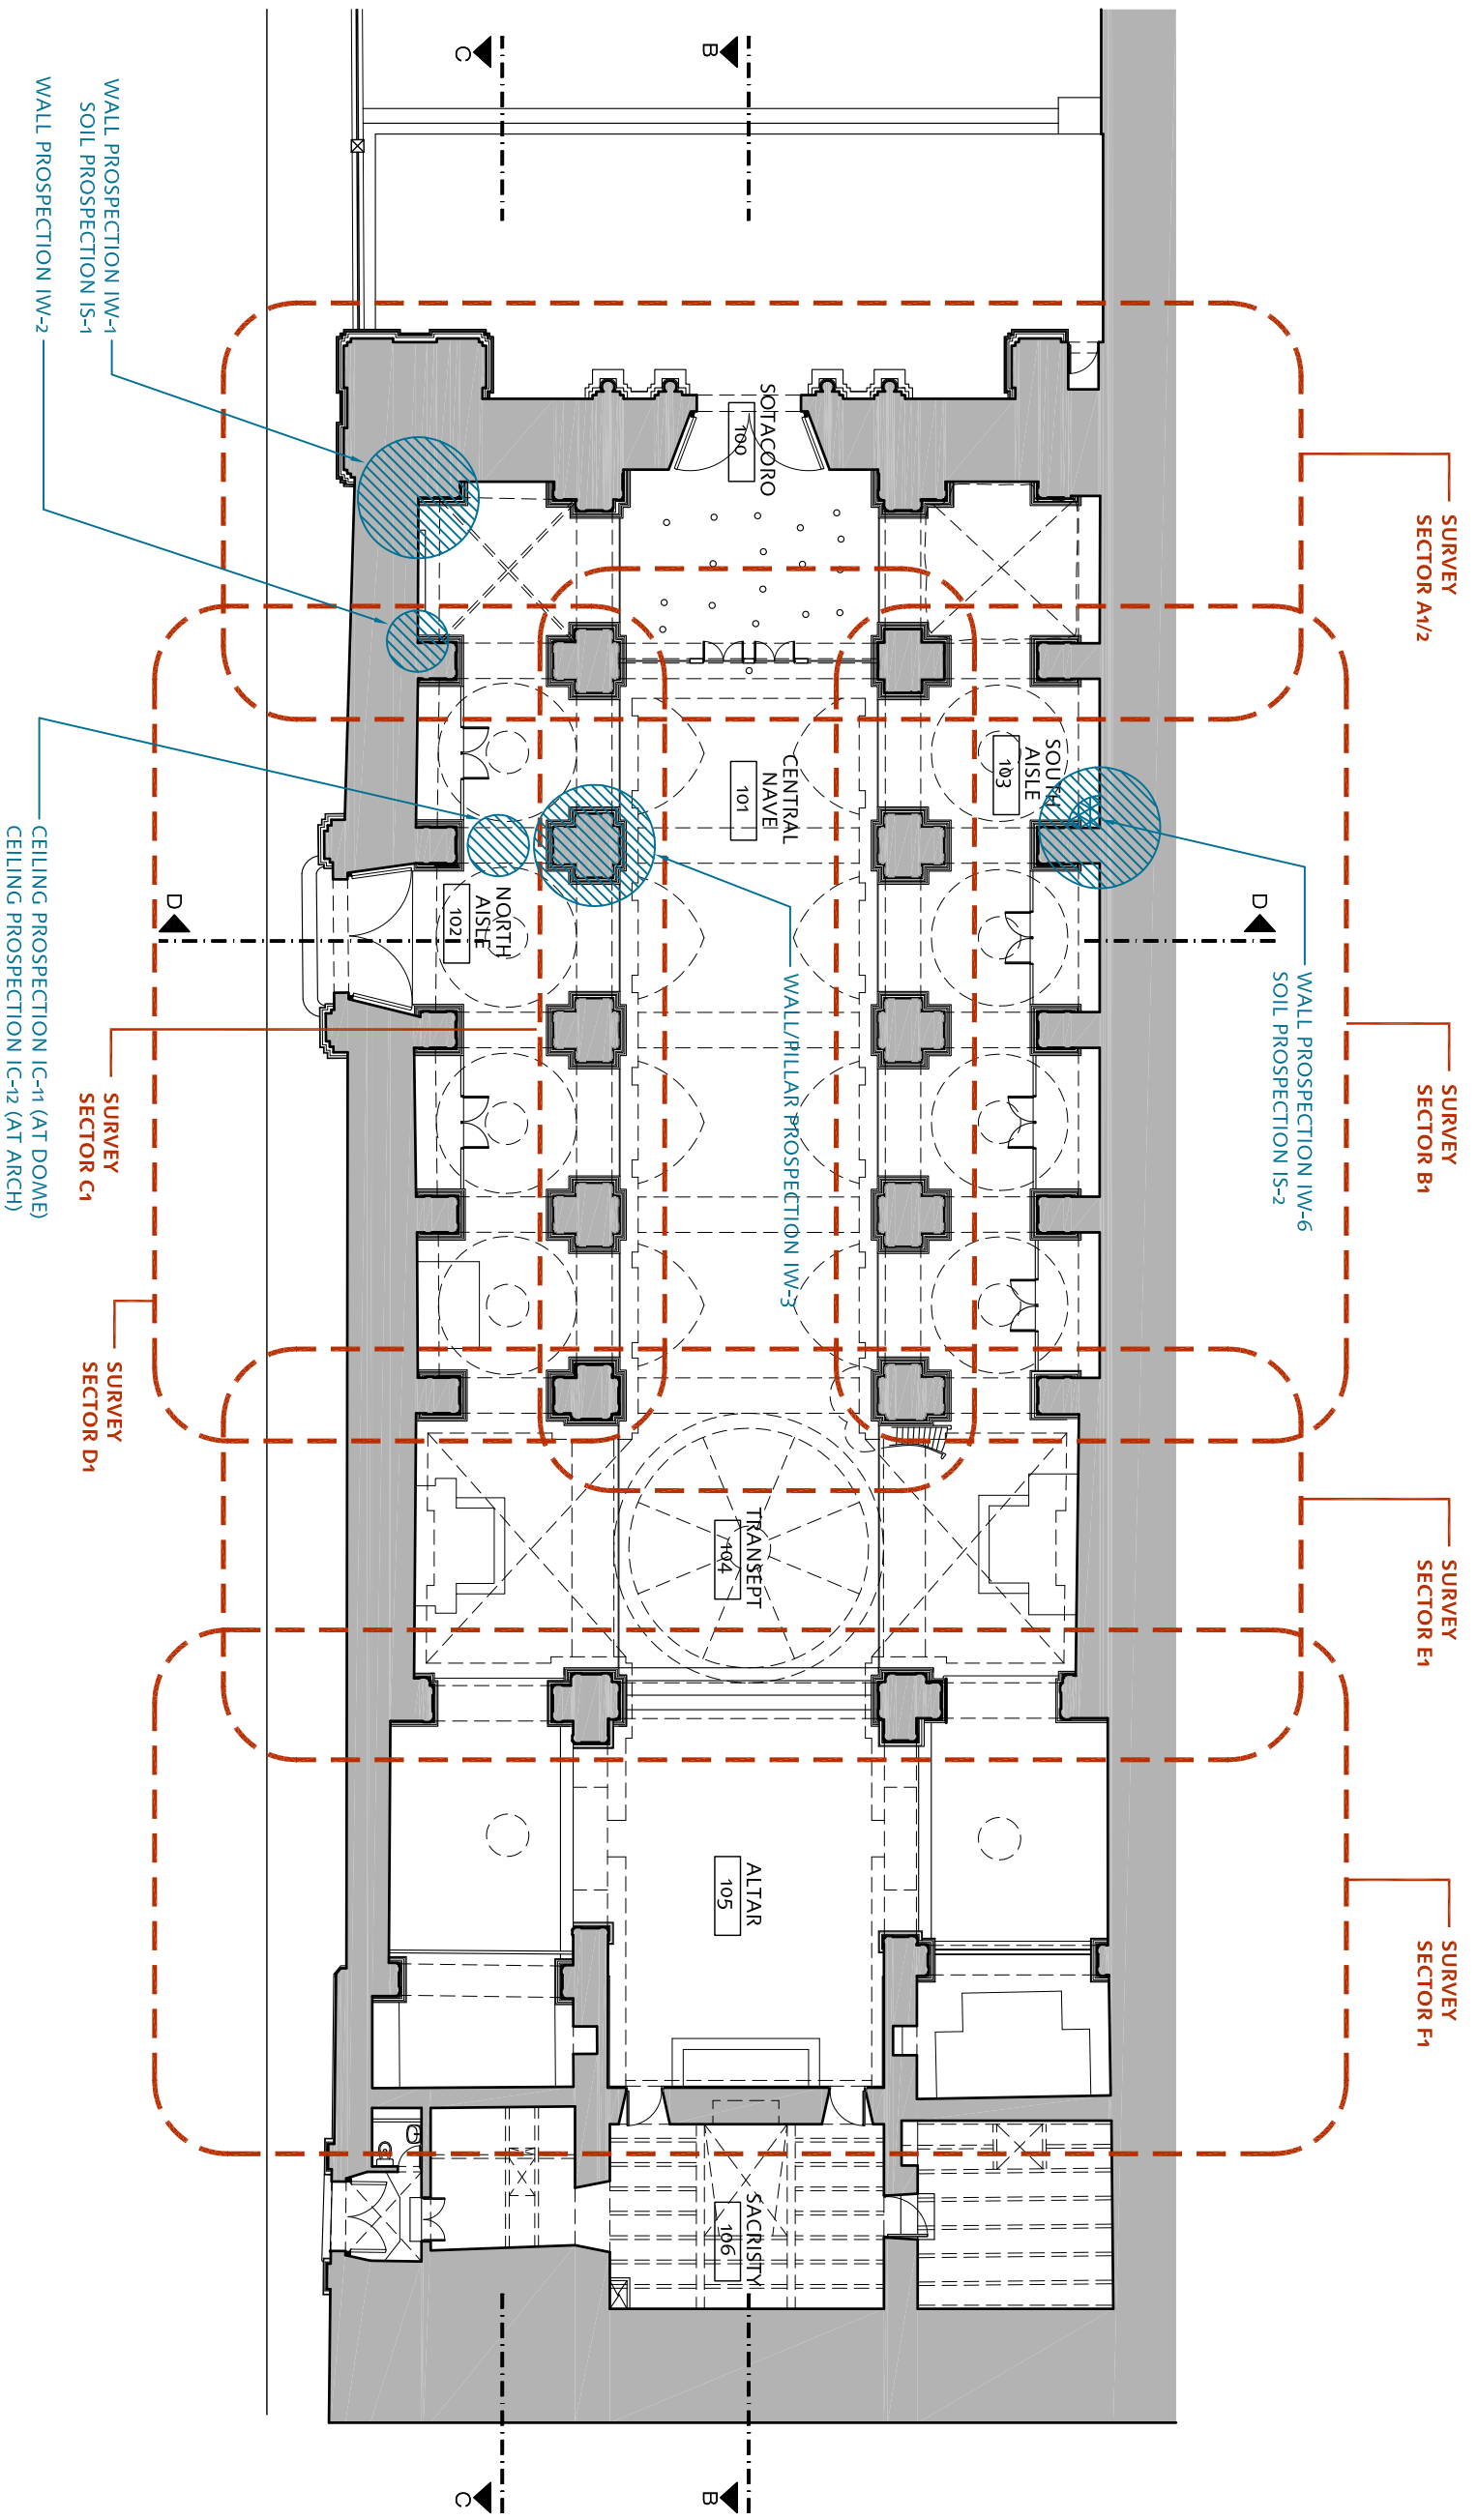 SURVEY
SECTOR A1/2
SURVEY
SECTOR B1
SURVEY
SECTOR E1
SURVEY
SECTOR F1
WALL PROSPECTION IW-6
SOIL PROSPECTION IS-2
D
D
B
B
C
C
SOTACORO
100
SOUTH
AISLE
103
CENTRAL
NAVE
101
NORTH
AISLE
102
TRANSEPT
104
ALTAR
105
SACRISTY
106
WALL/PILLAR PROSPECTION IW-3
WALL PROSPECTION IW-1
SOIL PROSPECTION IS-1
WALL PROSPECTION IW-2
SURVEY
SECTOR C1
SURVEY
SECTOR D1
CEILING PROSPECTION IC-11 (AT DOME)
CEILING PROSPECTION IC-12 (AT ARCH)